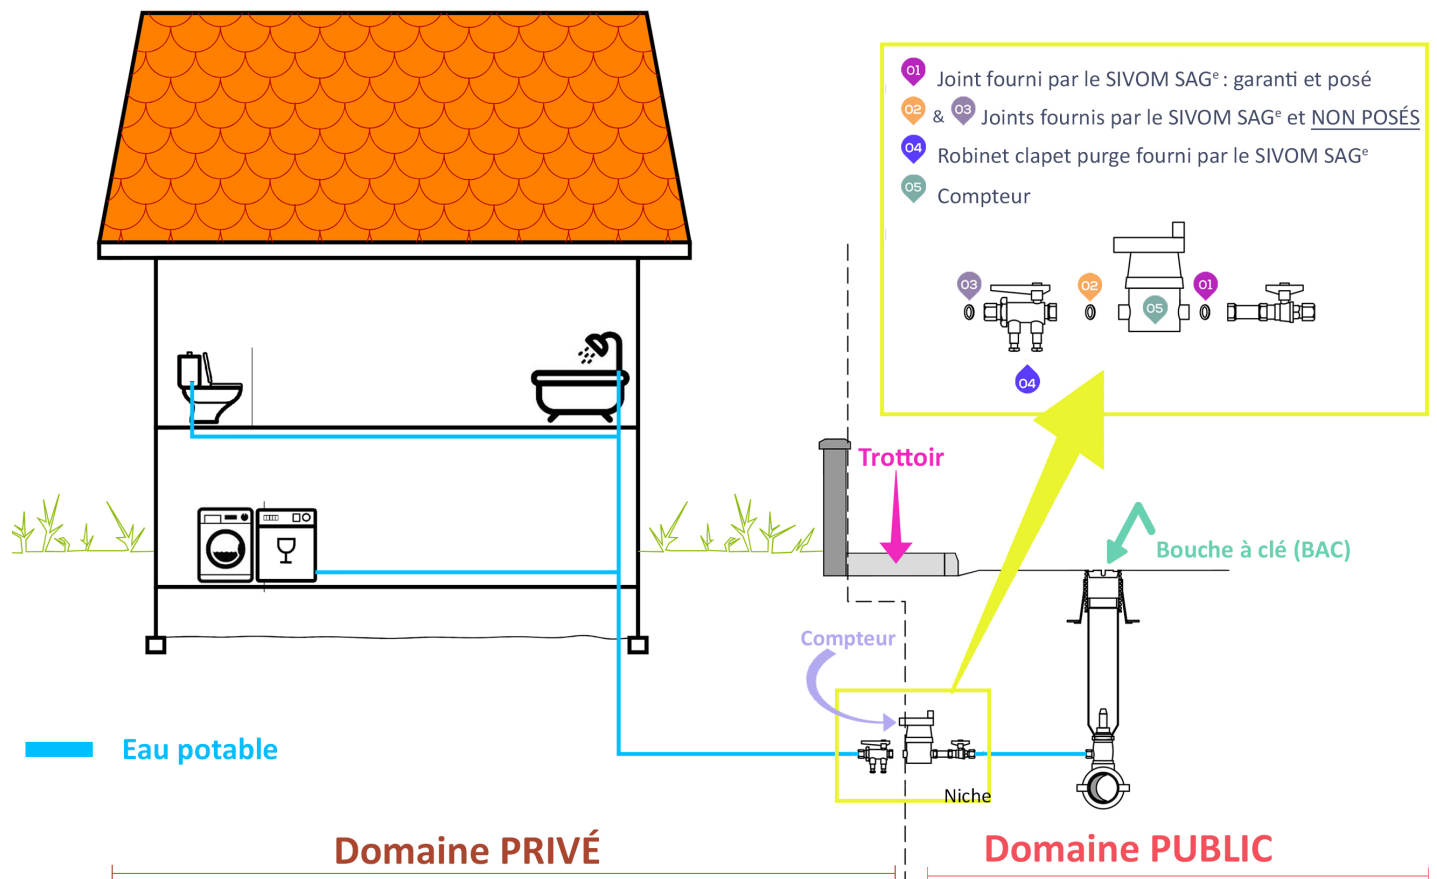 01 Joint fourni par le SIVOM SAGᵉ : garanti et posé
02 & 03 Joints fournis par le SIVOM SAGᵉ et NON POSÉS
04 Robinet clapet purge fourni par le SIVOM SAGᵉ
05 Compteur
03
02
01
05
04
Trottoir
Bouche à clé (BAC)
Compteur
Niche
Eau potable
Domaine PRIVÉ
Domaine PUBLIC